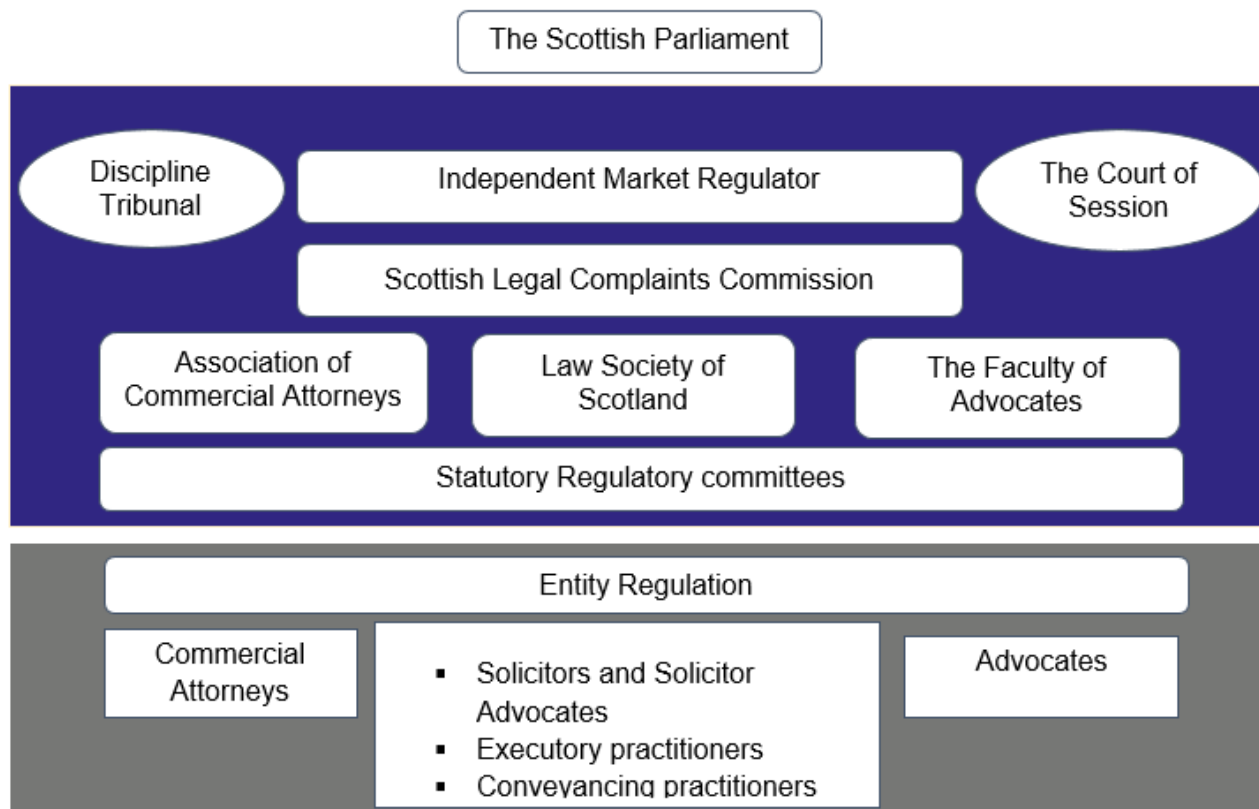 The Scottish Parliament
Discipline
Tribunal
Independent Market Regulator
The Court of
Session
Scottish Legal Complaints Commission
Association of
Commercial Attorneys
Law Society of
Scotland
The Faculty of
Advocates
Statutory Regulatory committees
Entity Regulation
Commercial
Attorneys
▪ Solicitors and Solicitor
Advocates
▪ Executory practitioners
▪ Conveyancing practitioners
Advocates